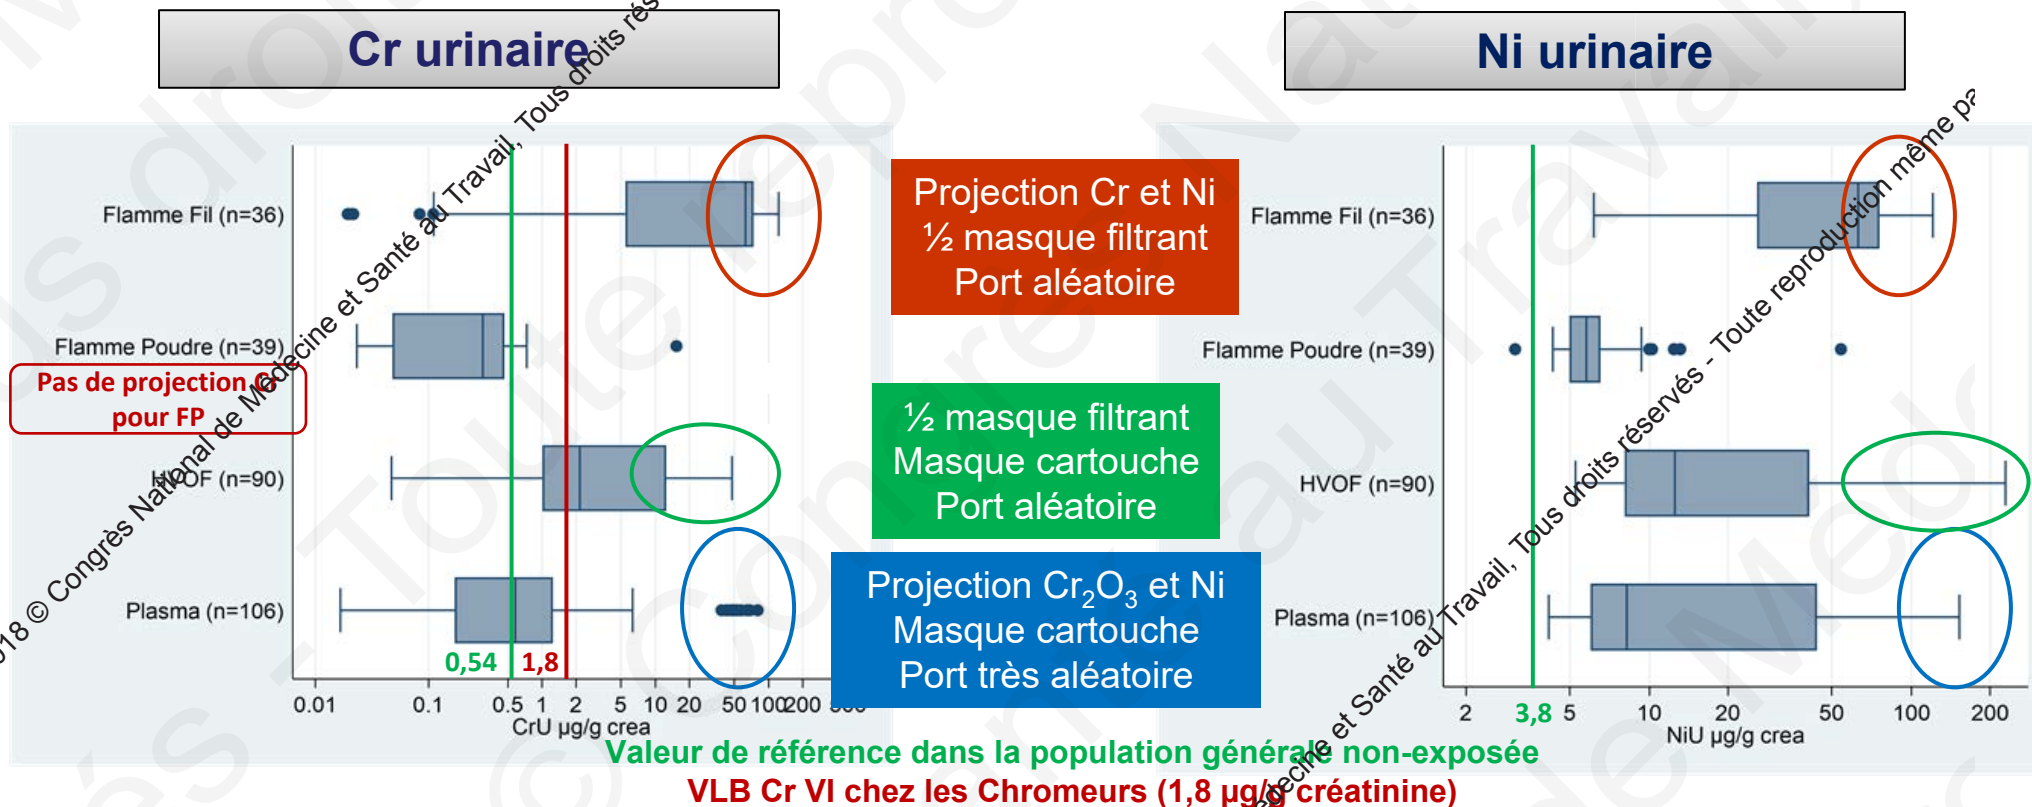 Cr urinaire
Ni urinaire
Flamme Fil (n=36)
Flamme Poudre (n=39)
Pas de projection Cr
pour FP
HVOF (n=90)
Plasma (n=106)
0,54
1,8
0.01 0.1 0.5 1 2 5 10 20 50 100 200
CrU µg/g crea
Projection Cr et Ni
½ masque filtrant
Port aléatoire
½ masque filtrant
Masque cartouche
Port aléatoire
Projection Cr₂O₃ et Ni
Masque cartouche
Port très aléatoire
Flamme Fil (n=36)
Flamme Poudre (n=39)
HVOF (n=90)
Plasma (n=106)
2 3,8 5 10 20 50 100 200
NiU µg/g crea
Valeur de référence dans la population générale non-exposée
VLB Cr VI chez les Chromeurs (1,8 µg/g créatinine)
18 © Congrès National de Médecine et Santé au Travail, Tous droits rés
decine et Santé au Travail, Tous droits réservés - Toute reproduction même pa